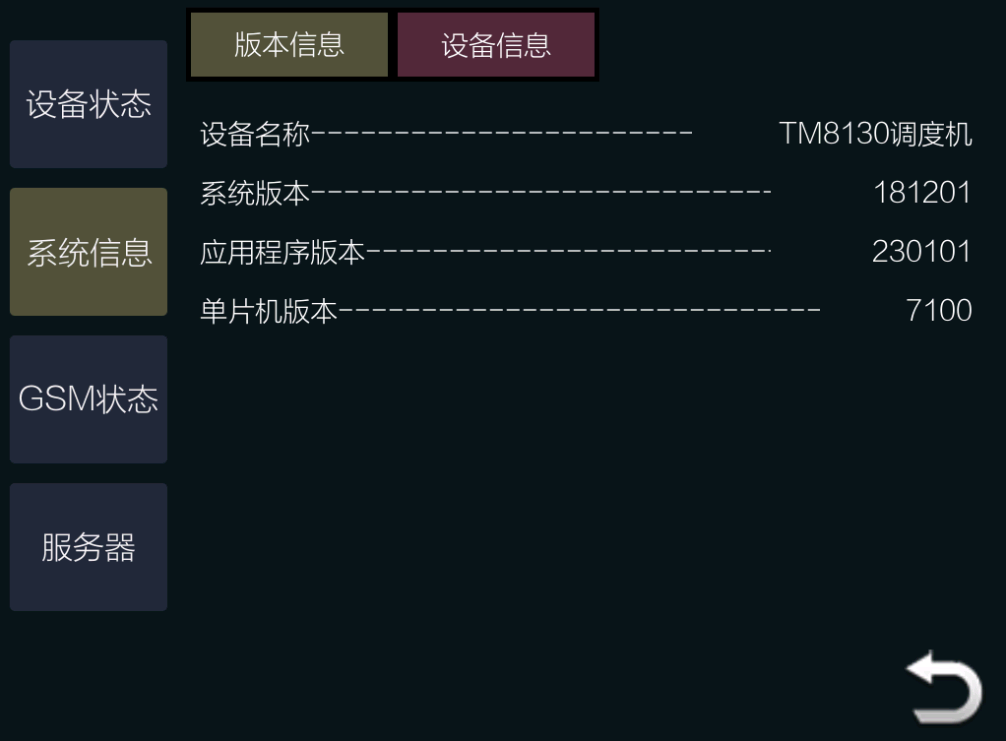 版本信息
设备信息
设备状态
系统信息
GSM状态
服务器
设备名称------------------------ TM8130调度机
系统版本----------------------------- 181201
应用程序版本------------------------- 230101
单片机版本------------------------------ 7100